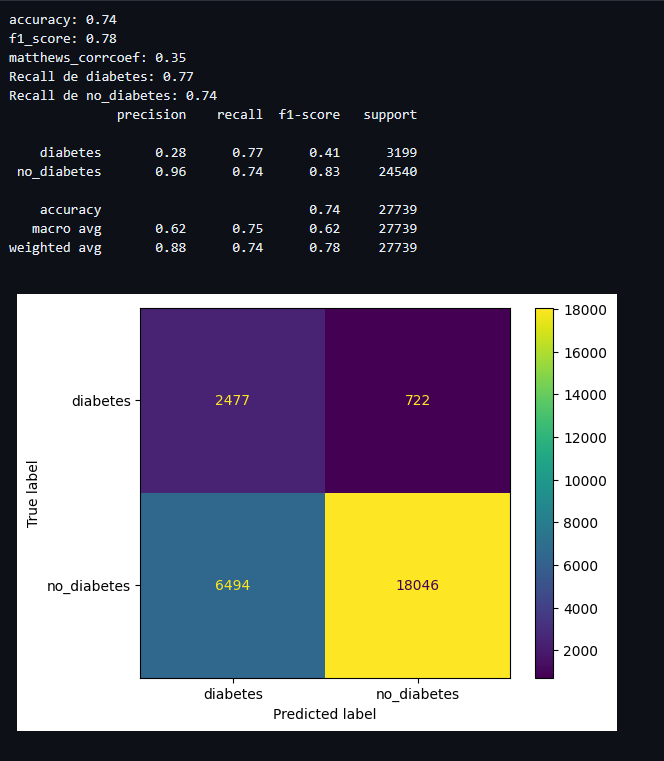 accuracy: 0.74
f1_score: 0.78
matthews_corrcoef: 0.35
Recall de diabetes: 0.77
Recall de no_diabetes: 0.74
precision recall f1-score support
diabetes 0.28 0.77 0.41 3199
no_diabetes 0.96 0.74 0.83 24540
accuracy 0.74 27739
macro avg 0.62 0.75 0.62 27739
weighted avg 0.88 0.74 0.78 27739
18000
16000
14000
12000
10000
8000
6000
4000
2000
True label
diabetes
2477 722
no_diabetes
6494 18046
diabetes no_diabetes
Predicted label